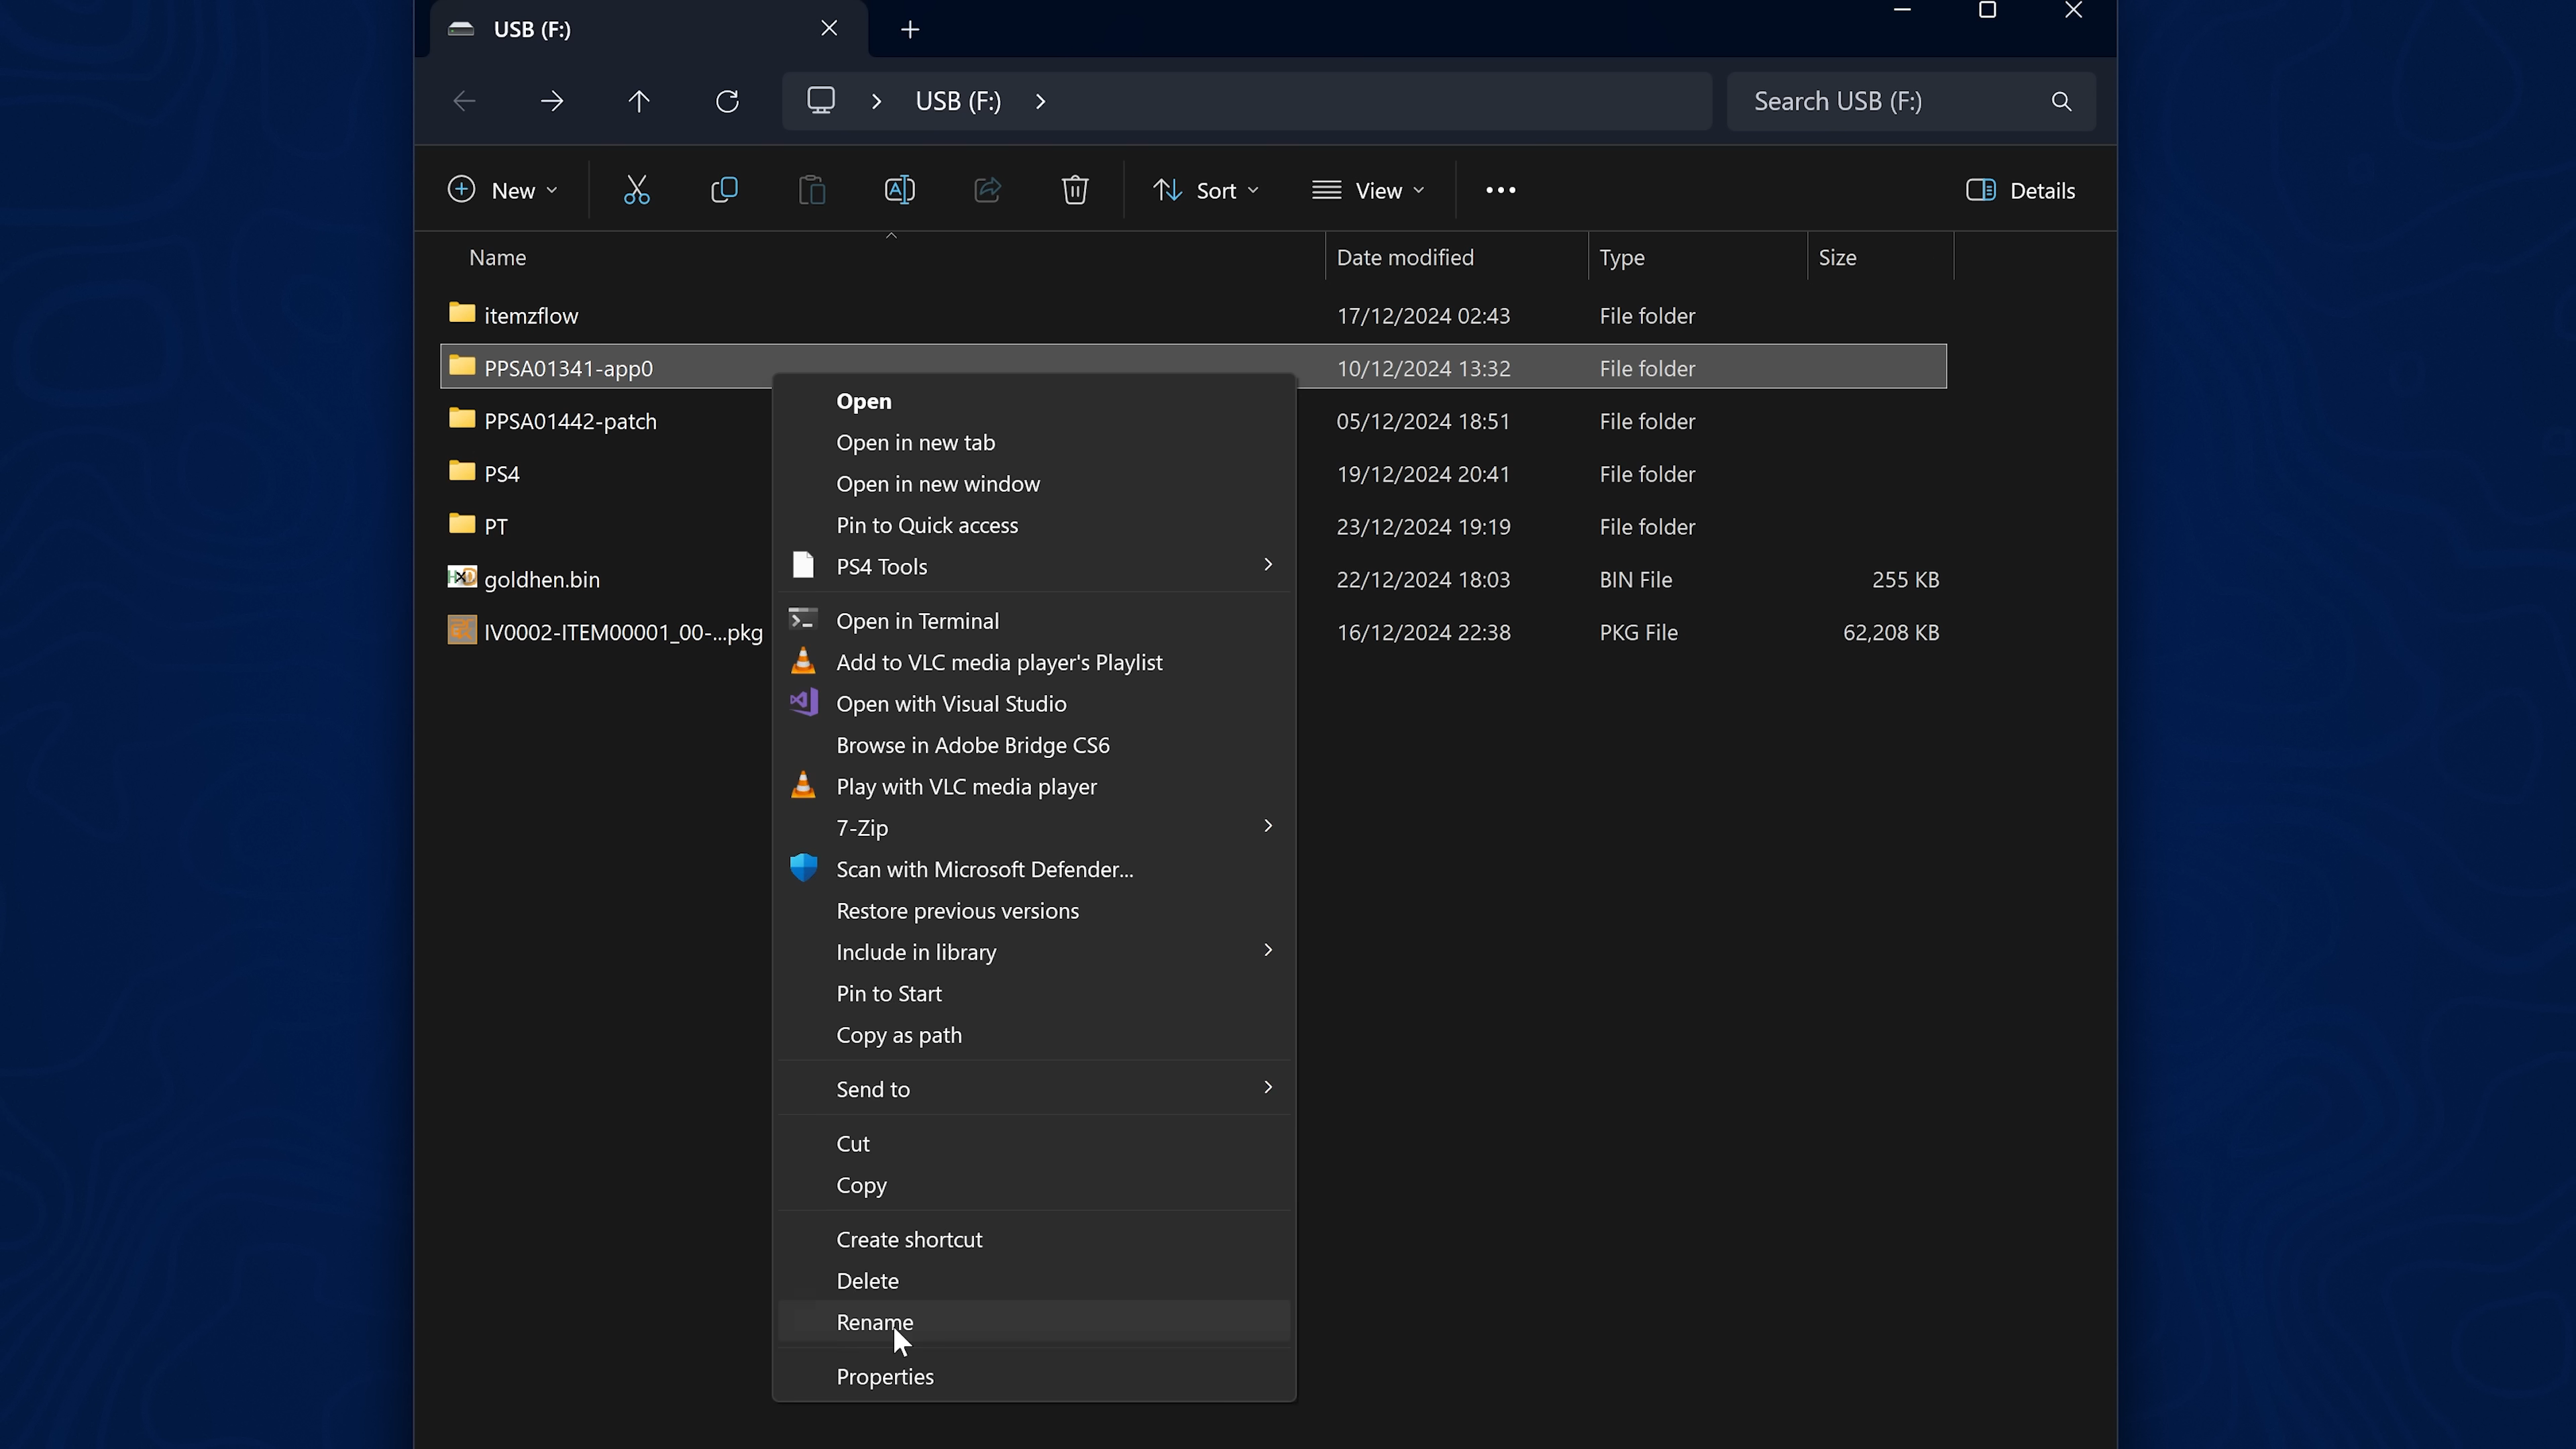 USB (F:)
USB (F:)
Search USB (F:)
New
Sort
View
Details
Name Date modified Type Size
itemzflow 17/12/2024 02:43 File folder
PPSA01341-app0 10/12/2024 13:32 File folder
PPSA01442-patch 05/12/2024 18:51 File folder
PS4 19/12/2024 20:41 File folder
PT 23/12/2024 19:19 File folder
goldhen.bin 22/12/2024 18:03 BIN File 255 KB
IV0002-ITEM00001_00-...pkg 16/12/2024 22:38 PKG File 62,208 KB
Open
Open in new tab
Open in new window
Pin to Quick access
PS4 Tools
Open in Terminal
Add to VLC media player's Playlist
Open with Visual Studio
Browse in Adobe Bridge CS6
Play with VLC media player
7-Zip
Scan with Microsoft Defender...
Restore previous versions
Include in library
Pin to Start
Copy as path
Send to
Cut
Copy
Create shortcut
Delete
Rename
Properties